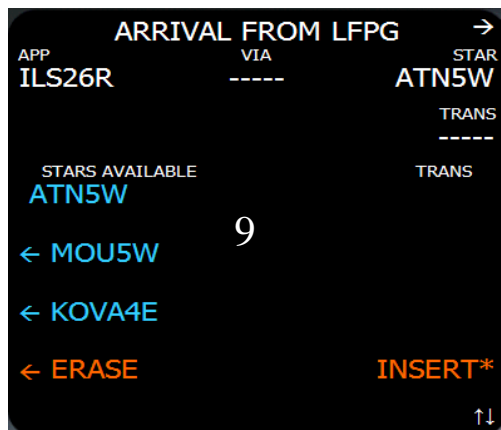 ARRIVAL FROM LFPG →
APP VIA STAR
ILS26R ----- ATN5W
TRANS
-----
STARS AVAILABLE TRANS
ATN5W
9
← MOU5W
← KOVA4E
← ERASE INSERT*
↑↓